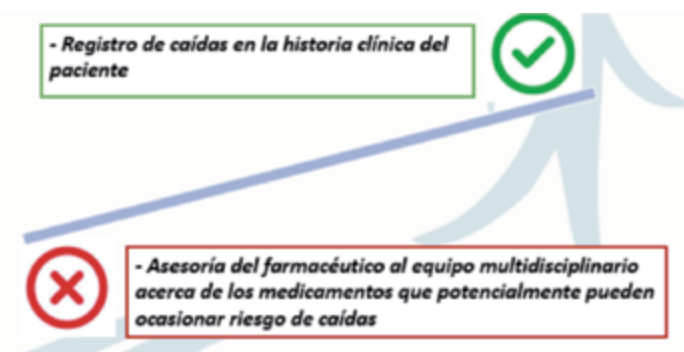 - Registro de caídas en la historia clínica del
paciente
- Asesoría del farmacéutico al equipo multidisciplinario
acerca de los medicamentos que potencialmente pueden
ocasionar riesgo de caídas